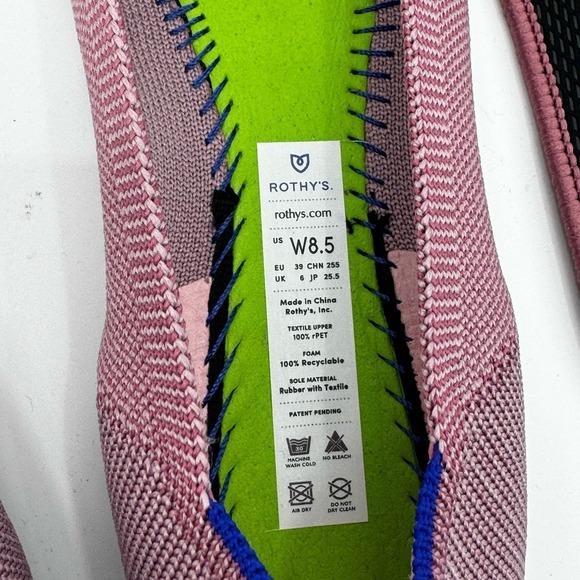 ROTHY'S.
rothys.com
US W8.5
EU 39 CHN 255
UK 6 JP 25.5
Made in China
Rothy's, Inc.
TEXTILE UPPER
100% rPET
FOAM
100% Recyclable
SOLE MATERIAL
Rubber with Textile
PATENT PENDING
30°
MACHINE WASH COLD NO BLEACH
AIR DRY DO NOT DRY CLEAN